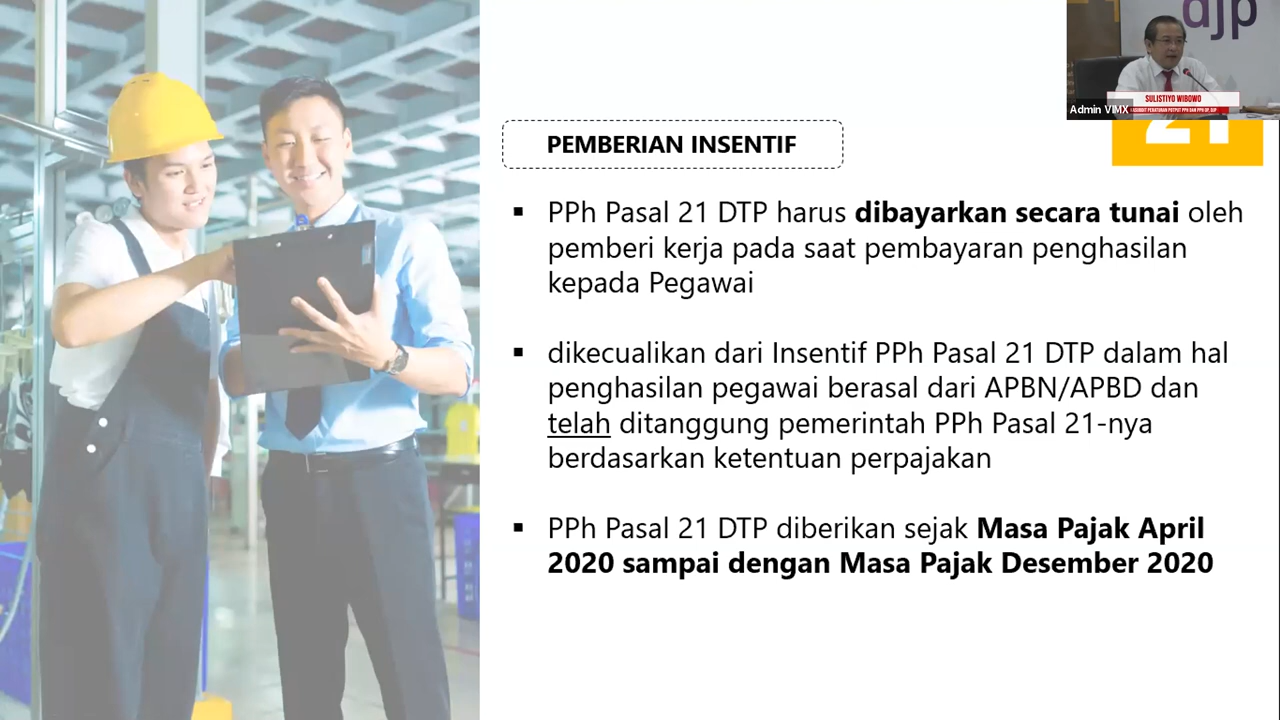 djp
SULISTIYO WIBOWO
Admin VIMX
21
PEMBERIAN INSENTIF
▪ PPh Pasal 21 DTP harus dibayarkan secara tunai oleh
pemberi kerja pada saat pembayaran penghasilan
kepada Pegawai
▪ dikecualikan dari Insentif PPh Pasal 21 DTP dalam hal
penghasilan pegawai berasal dari APBN/APBD dan
telah ditanggung pemerintah PPh Pasal 21-nya
berdasarkan ketentuan perpajakan
▪ PPh Pasal 21 DTP diberikan sejak Masa Pajak April
2020 sampai dengan Masa Pajak Desember 2020